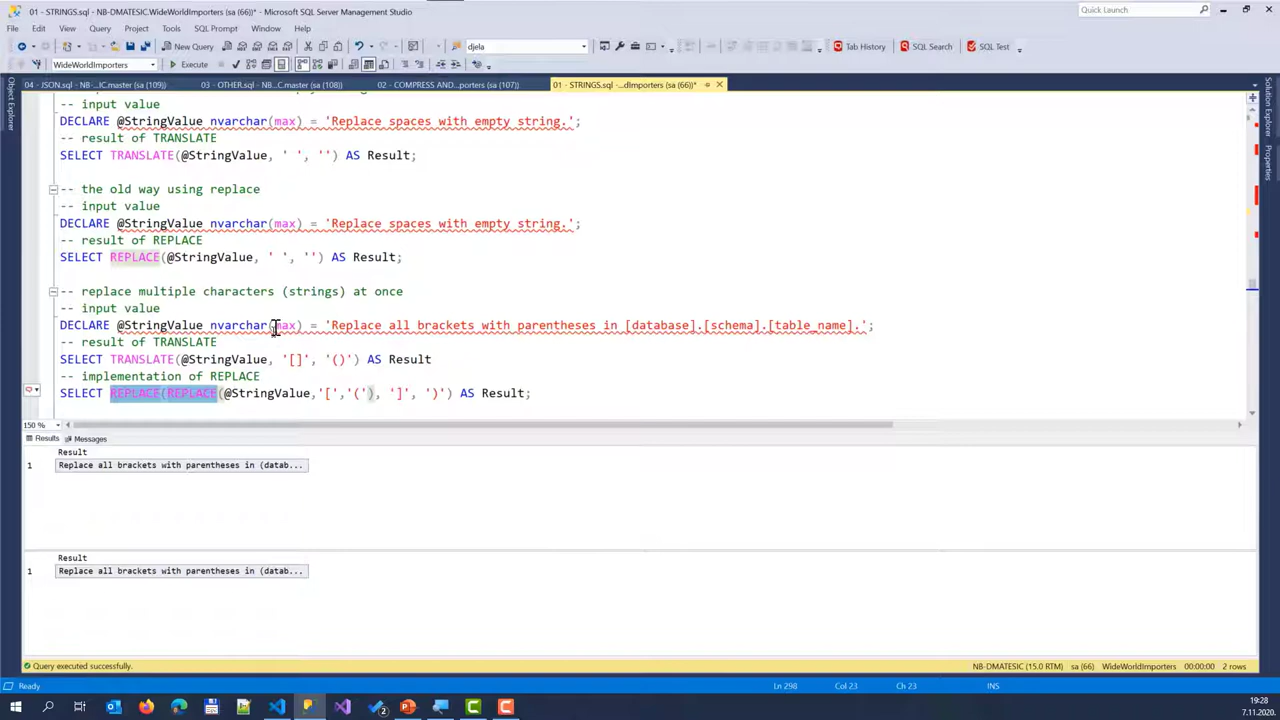 01 - STRINGS.sql - NB-DMATESIC.WideWorldImporters (sa (66))* - Microsoft SQL Server Management Studio
Quick Launch
File Edit View Query Project Tools SQL Prompt Window Help
New Query djela Tab History SQL Search SQL Test
WideWorldImporters Execute
04 - JSON.sql - NB-...IC.master (sa (109)) 03 - OTHER.sql - NB...C.master (sa (108)) 02 - COMPRESS AND...porters (sa (107)) 01 - STRINGS.sql - ...dImporters (sa (66))*
Object Explorer
Solution Explorer
Properties
-- input value
DECLARE @StringValue nvarchar(max) = 'Replace spaces with empty string.';
-- result of TRANSLATE
SELECT TRANSLATE(@StringValue, ' ', '') AS Result;
-- the old way using replace
-- input value
DECLARE @StringValue nvarchar(max) = 'Replace spaces with empty string.';
-- result of REPLACE
SELECT REPLACE(@StringValue, ' ', '') AS Result;
-- replace multiple characters (strings) at once
-- input value
DECLARE @StringValue nvarchar(max) = 'Replace all brackets with parentheses in [database].[schema].[table_name].';
-- result of TRANSLATE
SELECT TRANSLATE(@StringValue, '[]', '()') AS Result
-- implementation of REPLACE
SELECT REPLACE(REPLACE(@StringValue,'[','('), ']', ')') AS Result;
150 %
Results Messages
Result
1 Replace all brackets with parentheses in (datab...
Result
1 Replace all brackets with parentheses in (datab...
Query executed successfully. NB-DMATESIC (15.0 RTM) sa (66) WideWorldImporters 00:00:00 2 rows
Ready Ln 298 Col 23 Ch 23 INS
19:28
7.11.2020.